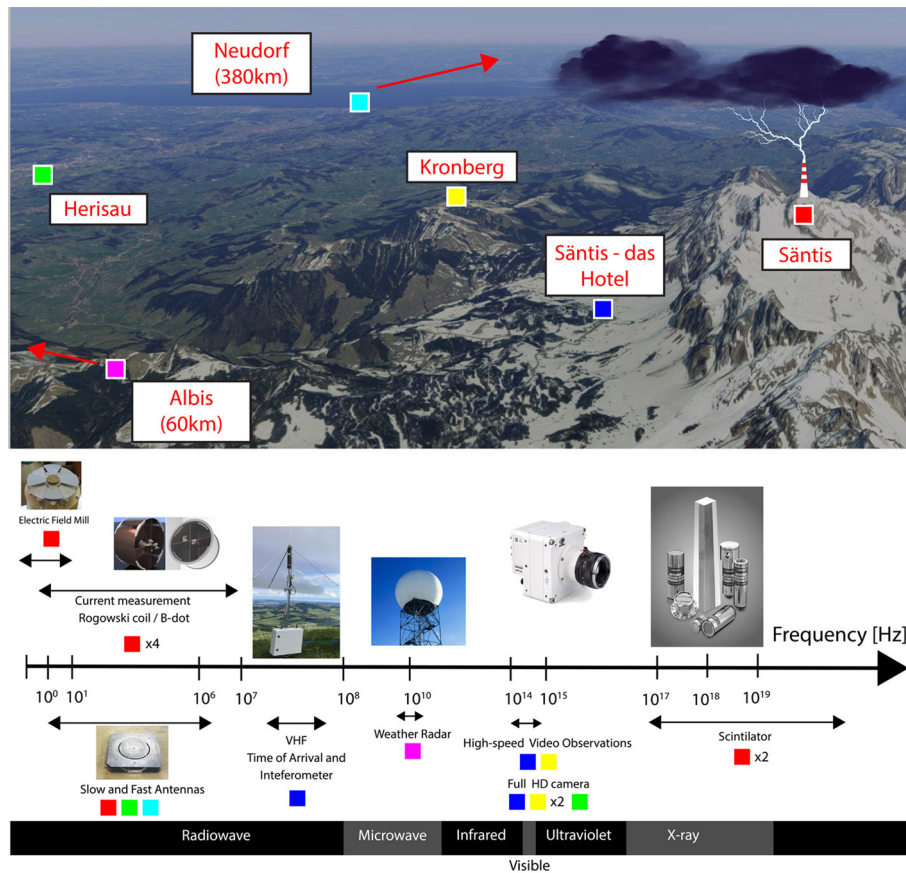 Neudorf
(380km)
Kronberg
Herisau
Säntis - das
Hotel
Säntis
Albis
(60km)
Electric Field Mill
Current measurement
Rogowski coil / B-dot
x4
Frequency [Hz]
10⁰ 10¹ 10⁶ 10⁷ 10⁸ 10¹⁰ 10¹⁴ 10¹⁵ 10¹⁷ 10¹⁸ 10¹⁹
VHF
Time of Arrival and
Inteferometer
Weather Radar
High-speed Video Observations
Scintilator
x2
Slow and Fast Antennas
Full HD camera
x2
Radiowave Microwave Infrared Ultraviolet X-ray
Visible